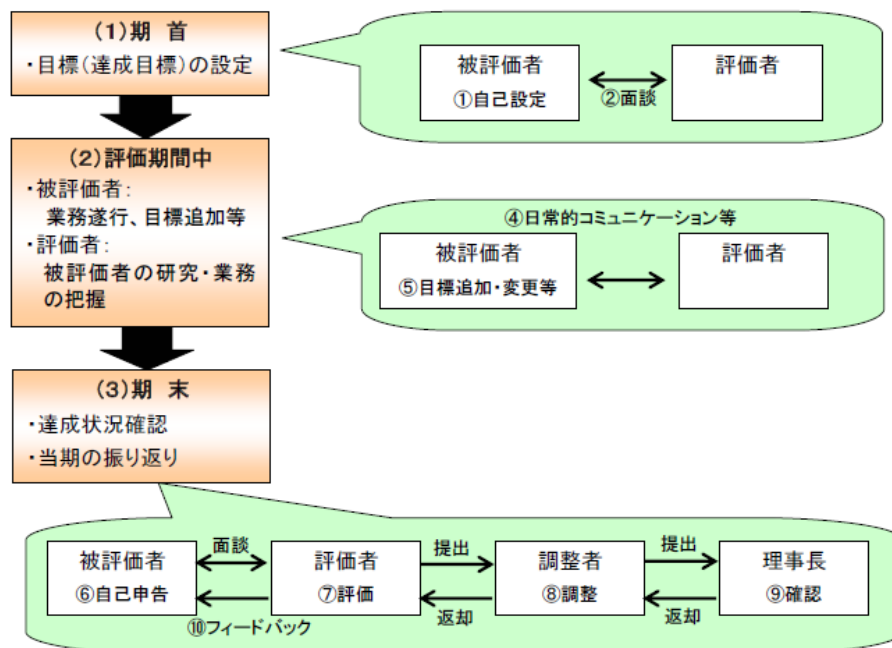 (1)期 首
・目標(達成目標)の設定
被評価者
①自己設定
②面談
評価者
(2)評価期間中
・被評価者:
業務遂行、目標追加等
・評価者:
被評価者の研究・業務
の把握
④日常的コミュニケーション等
被評価者
⑤目標追加・変更等
評価者
(3)期 末
・達成状況確認
・当期の振り返り
被評価者
⑥自己申告
面談
評価者
⑦評価
提出
調整者
⑧調整
提出
理事長
⑨確認
⑩フィードバック
返却
返却